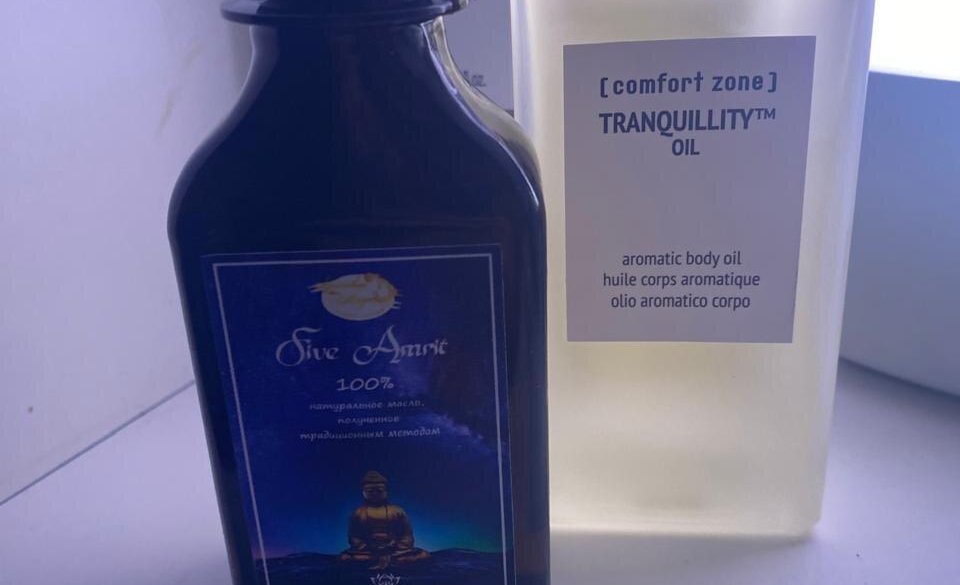 Five Amrit
100%
натуральное масло,
полученное
традиционным методом
[comfort zone]
TRANQUILLITY™
OIL
aromatic body oil
huile corps aromatique
olio aromatico corpo